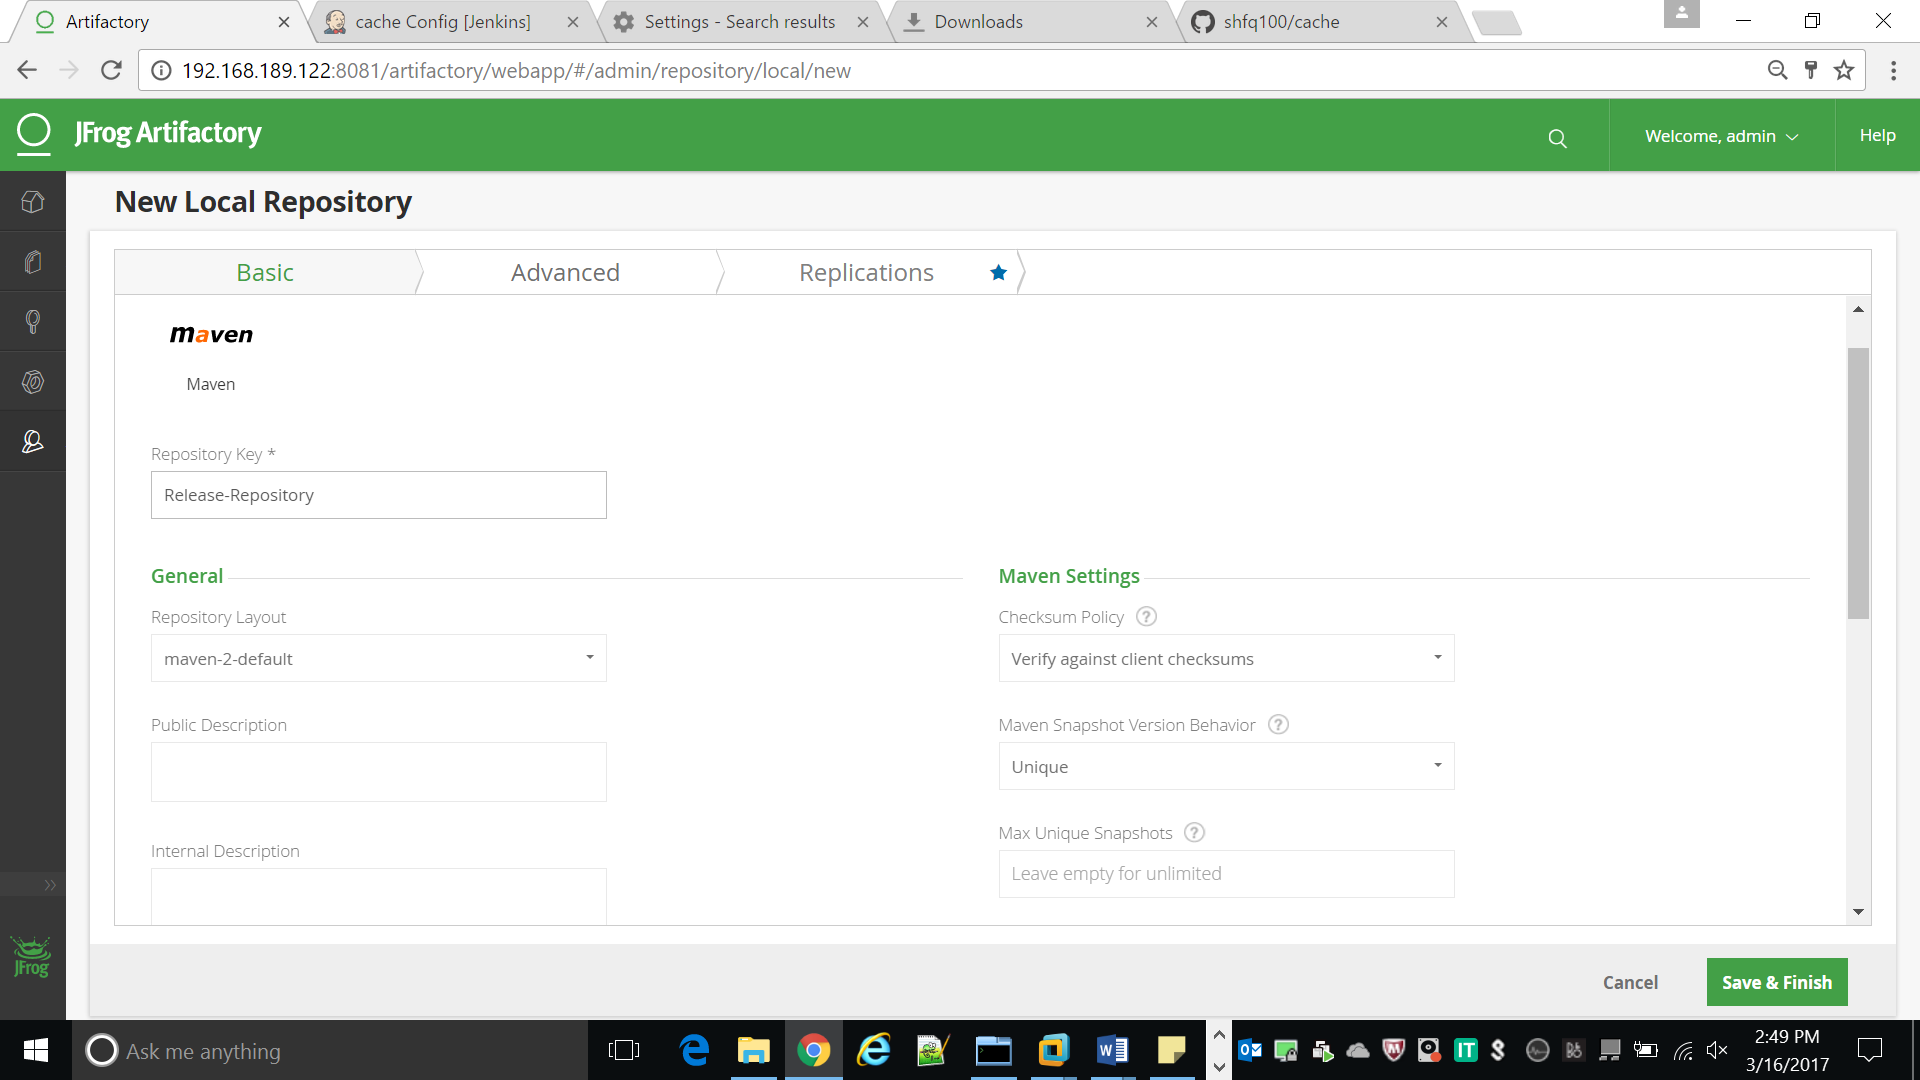 Artifactory
cache Config [Jenkins]
Settings - Search results
Downloads
shfq100/cache
192.168.189.122:8081/artifactory/webapp/#/admin/repository/local/new
JFrog Artifactory
Welcome, admin
Help
New Local Repository
Basic
Advanced
Replications
maven
Maven
Repository Key *
Release-Repository
General
Maven Settings
Repository Layout
Checksum Policy ?
maven-2-default
Verify against client checksums
Public Description
Maven Snapshot Version Behavior ?
Unique
Max Unique Snapshots ?
Internal Description
Leave empty for unlimited
JFrog
Cancel
Save & Finish
Ask me anything
IT
2:49 PM
3/16/2017